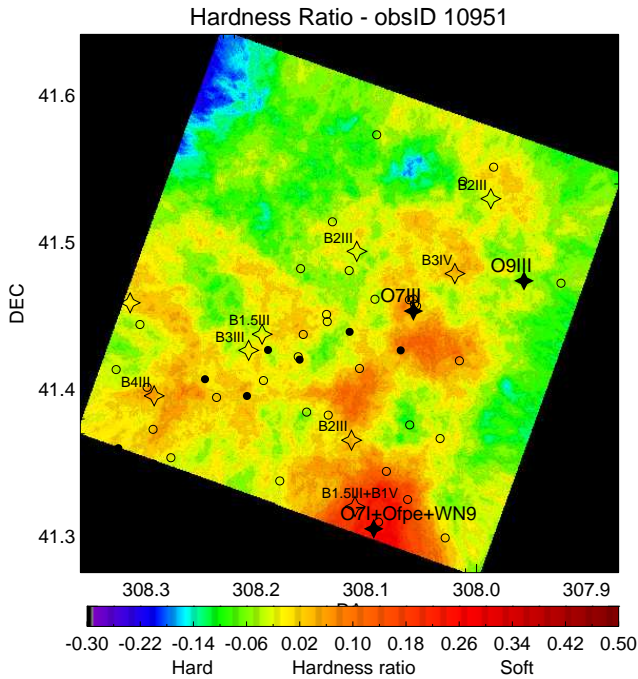 Hardness Ratio - obsID 10951
41.6
B2III
41.5
B2III
B3IV
O9III
DEC
O7III
B1.5III
B3III
41.4
B4III
B2III
B1.5III+B1V
O7I+Ofpe+WN9
41.3
308.3 308.2 308.1 308.0 307.9
-0.30 -0.22 -0.14 -0.06 0.02 0.10 0.18 0.26 0.34 0.42 0.50
Hard Hardness ratio Soft